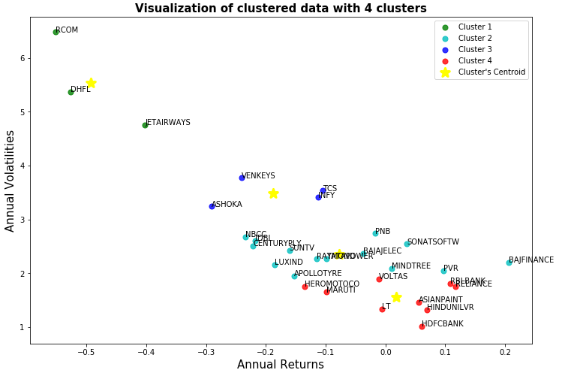 Visualization of clustered data with 4 clusters
Cluster 1
Cluster 2
Cluster 3
Cluster 4
Cluster's Centroid
Annual Volatilities
6
5
4
3
2
1
RCOM
DHFL
JETAIRWAYS
VENKEYS
TCS
INFY
ASHOKA
NBCC
PNB
CENTURYPLY
SONATSOFTW
SUNTV
BAJAJELEC
LUXIND
MINDTREE
PVR
BAJFINANCE
APOLLOTYRE
VOLTAS
HEROMOTOCO
MARUTI
RBLBANK
RELIANCE
LT
ASIANPAINT
HINDUNILVR
HDFCBANK
−0.5
−0.4
−0.3
−0.2
−0.1
0.0
0.1
0.2
Annual Returns